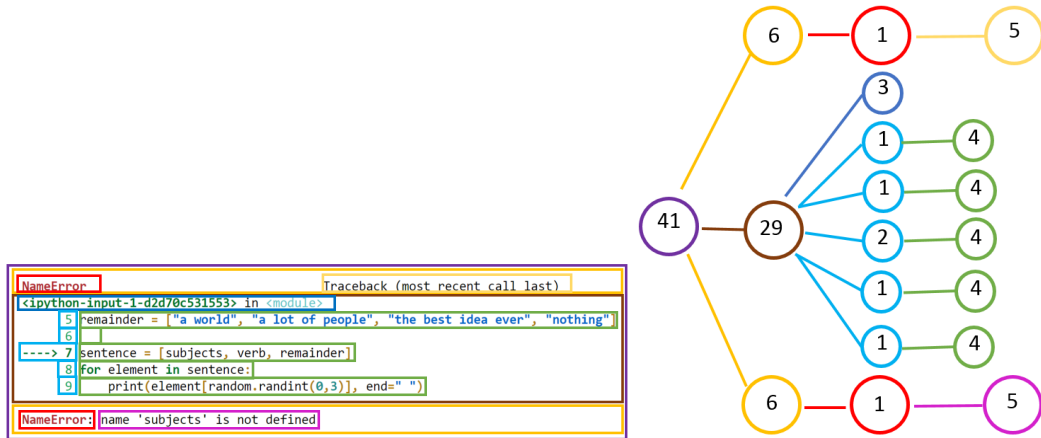 6 1 5
3
1 4
1 4
41 29 2 4
1 4
1 4
6 1 5
NameError Traceback (most recent call last)
<ipython-input-1-d2d70c531553> in <module>
5 remainder = ["a world", "a lot of people", "the best idea ever", "nothing"]
6
----> 7 sentence = [subjects, verb, remainder]
8 for element in sentence:
9 print(element[random.randint(0,3)], end=" ")
NameError: name 'subjects' is not defined